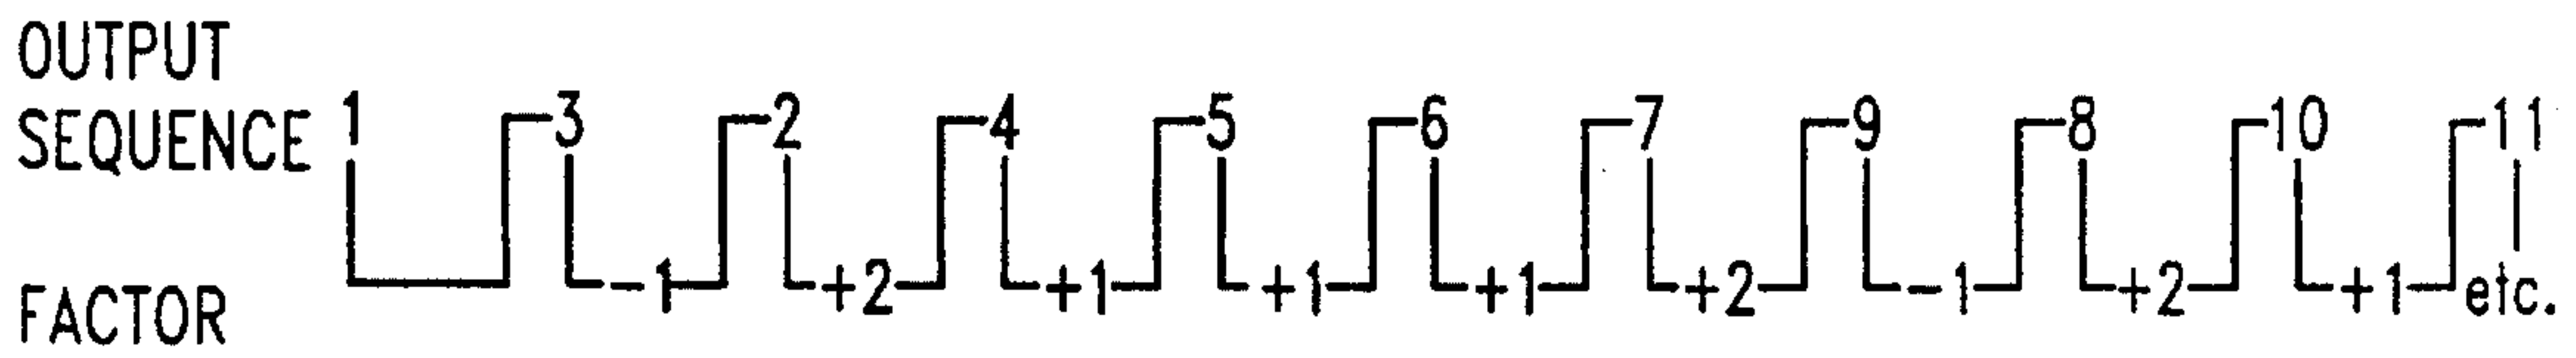 OUTPUT
SEQUENCE 1 3 2 4 5 6 7 9 8 10 11
FACTOR -1 +2 +1 +1 +1 +2 -1 +2 +1 etc.